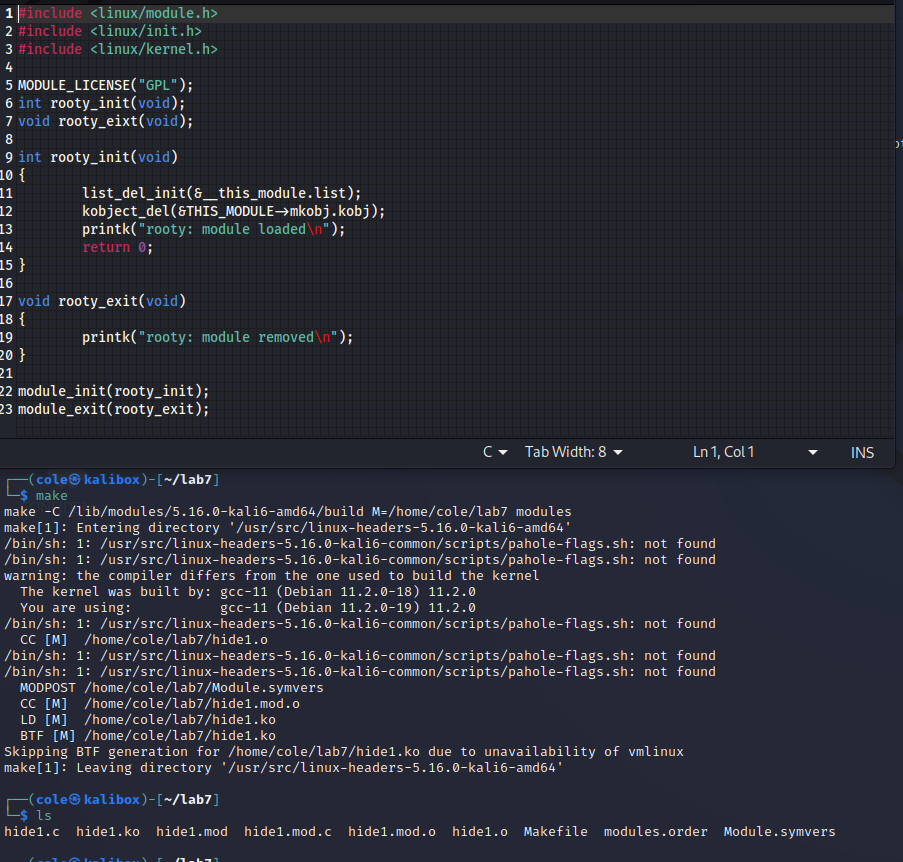 1 #include <linux/module.h>
2 #include <linux/init.h>
3 #include <linux/kernel.h>
4
5 MODULE_LICENSE("GPL");
6 int rooty_init(void);
7 void rooty_eixt(void);
8
9 int rooty_init(void)
10 {
11         list_del_init(&__this_module.list);
12         kobject_del(&THIS_MODULE->mkobj.kobj);
13         printk("rooty: module loaded\n");
14         return 0;
15 }
16
17 void rooty_exit(void)
18 {
19         printk("rooty: module removed\n");
20 }
21
22 module_init(rooty_init);
23 module_exit(rooty_exit);
C Tab Width: 8 Ln 1, Col 1 INS
┌──(cole㉿kalibox)-[~/lab7]
└─$ make
make -C /lib/modules/5.16.0-kali6-amd64/build M=/home/cole/lab7 modules
make[1]: Entering directory '/usr/src/linux-headers-5.16.0-kali6-amd64'
/bin/sh: 1: /usr/src/linux-headers-5.16.0-kali6-common/scripts/pahole-flags.sh: not found
/bin/sh: 1: /usr/src/linux-headers-5.16.0-kali6-common/scripts/pahole-flags.sh: not found
warning: the compiler differs from the one used to build the kernel
  The kernel was built by: gcc-11 (Debian 11.2.0-18) 11.2.0
  You are using:           gcc-11 (Debian 11.2.0-19) 11.2.0
/bin/sh: 1: /usr/src/linux-headers-5.16.0-kali6-common/scripts/pahole-flags.sh: not found
  CC [M]  /home/cole/lab7/hide1.o
/bin/sh: 1: /usr/src/linux-headers-5.16.0-kali6-common/scripts/pahole-flags.sh: not found
/bin/sh: 1: /usr/src/linux-headers-5.16.0-kali6-common/scripts/pahole-flags.sh: not found
  MODPOST /home/cole/lab7/Module.symvers
  CC [M]  /home/cole/lab7/hide1.mod.o
  LD [M]  /home/cole/lab7/hide1.ko
  BTF [M] /home/cole/lab7/hide1.ko
Skipping BTF generation for /home/cole/lab7/hide1.ko due to unavailability of vmlinux
make[1]: Leaving directory '/usr/src/linux-headers-5.16.0-kali6-amd64'

┌──(cole㉿kalibox)-[~/lab7]
└─$ ls
hide1.c  hide1.ko  hide1.mod  hide1.mod.c  hide1.mod.o  hide1.o  Makefile  modules.order  Module.symvers

┌──(cole㉿kalibox)-[~/lab7]